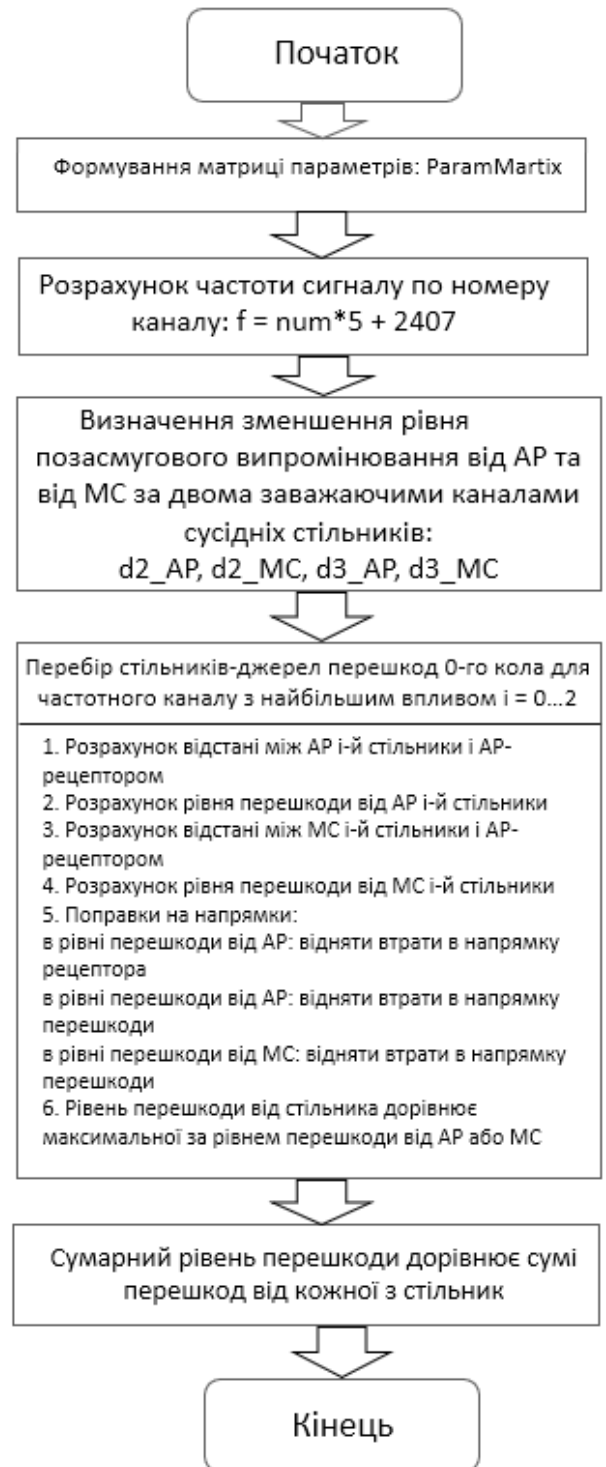 Початок
Формування матриці параметрів: ParamMartix
Розрахунок частоти сигналу по номеру
каналу: f = num*5 + 2407
Визначення зменшення рівня
позасмугового випромінювання від АР та
від МС за двома заважаючими каналами
сусідніх стільників:
d2_AP, d2_MC, d3_AP, d3_MC
Перебір стільників-джерел перешкод 0-го кола для
частотного каналу з найбільшим впливом i = 0...2
1. Розрахунок відстані між АР i-й стільники і АР-
рецептором
2. Розрахунок рівня перешкоди від АР i-й стільники
3. Розрахунок відстані між МС i-й стільники і АР-
рецептором
4. Розрахунок рівня перешкоди від МС i-й стільники
5. Поправки на напрямки:
в рівні перешкоди від АР: відняти втрати в напрямку
рецептора
в рівні перешкоди від АР: відняти втрати в напрямку
перешкоди
в рівні перешкоди від МС: відняти втрати в напрямку
перешкоди
6. Рівень перешкоди від стільника дорівнює
максимальної за рівнем перешкоди від АР або МС
Сумарний рівень перешкоди дорівнює сумі
перешкод від кожної з стільник
Кінець